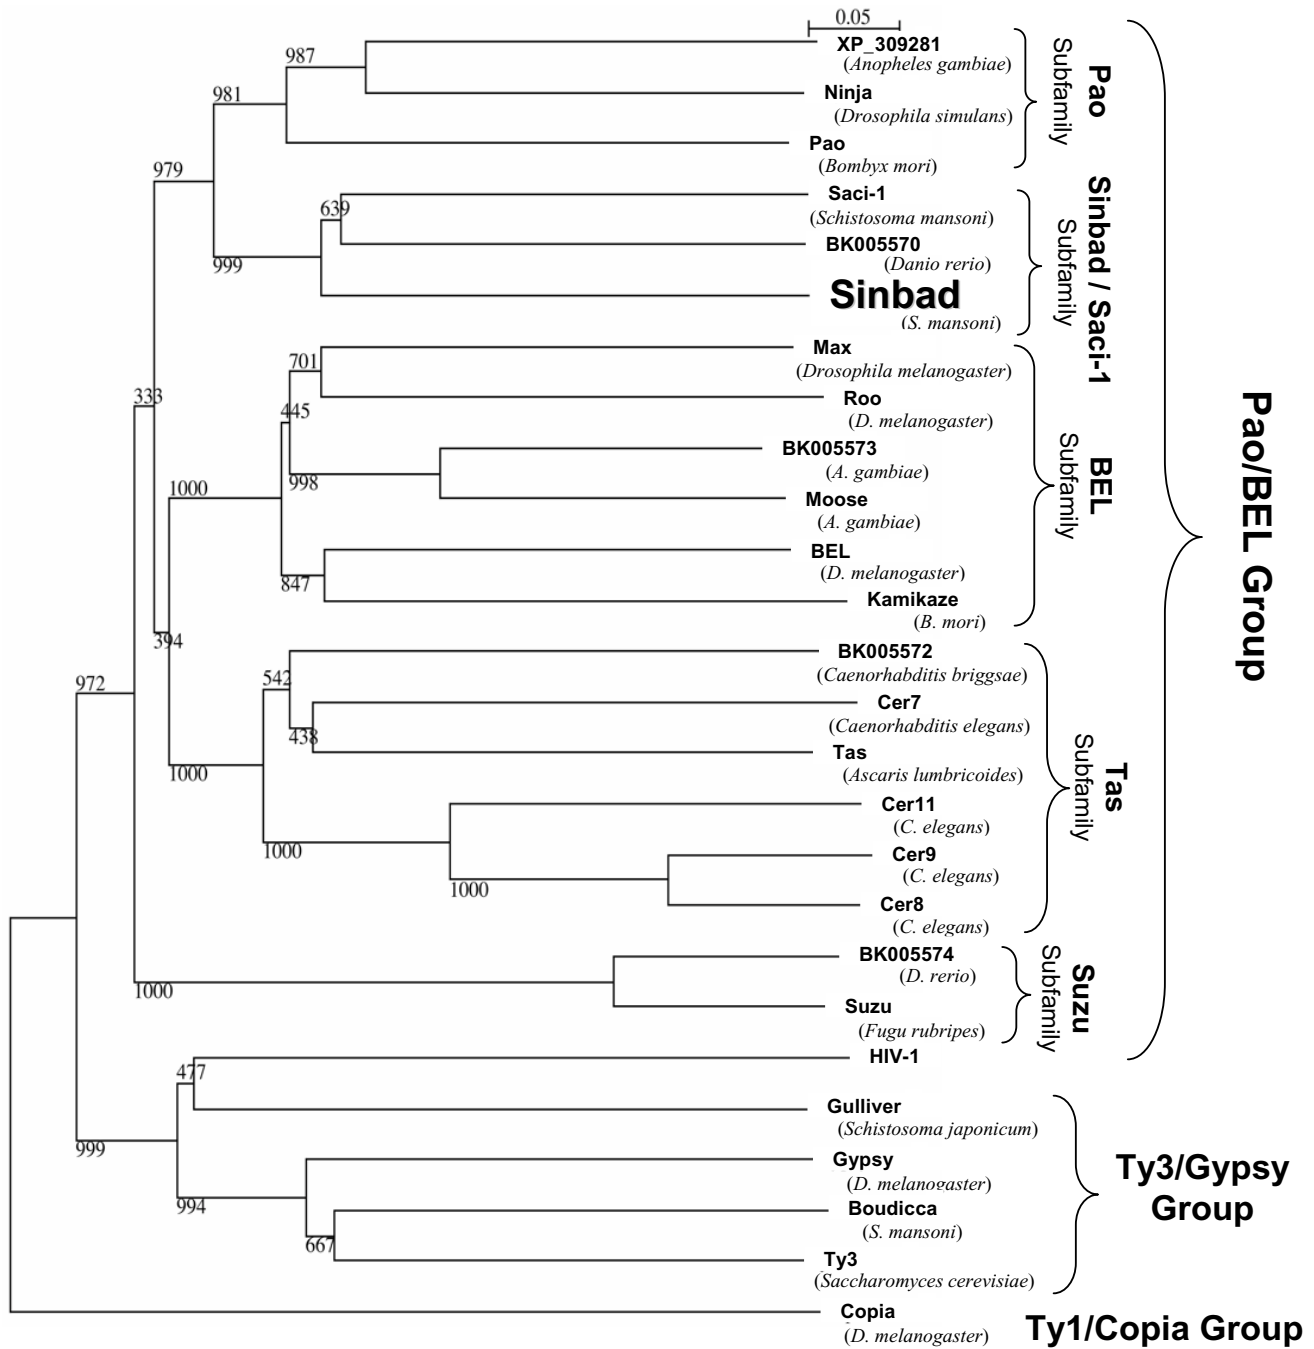 0.05
987
XP_309281
(Anopheles gambiae)
981
Ninja
(Drosophila simulans)
Pao
(Bombyx mori)
Pao
Subfamily
979
639
Saci-1
(Schistosoma mansoni)
BK005570
(Danio rerio)
999
Sinbad
(S. mansoni)
Sinbad / Saci-1
Subfamily
333
701
Max
(Drosophila melanogaster)
445
Roo
(D. melanogaster)
BK005573
(A. gambiae)
998
1000
Moose
(A. gambiae)
BEL
(D. melanogaster)
847
Kamikaze
(B. mori)
BEL
Subfamily
394
BK005572
(Caenorhabditis briggsae)
542
972
Cer7
(Caenorhabditis elegans)
438
Tas
(Ascaris lumbricoides)
1000
Cer11
(C. elegans)
1000
Cer9
(C. elegans)
1000
Cer8
(C. elegans)
Tas
Subfamily
BK005574
(D. rerio)
1000
Suzu
(Fugu rubripes)
Suzu
Subfamily
Pao/BEL Group
HIV-1
477
Gulliver
(Schistosoma japonicum)
999
Gypsy
(D. melanogaster)
994
Boudicca
(S. mansoni)
667
Ty3
(Saccharomyces cerevisiae)
Ty3/Gypsy
Group
Copia
(D. melanogaster)
Ty1/Copia Group